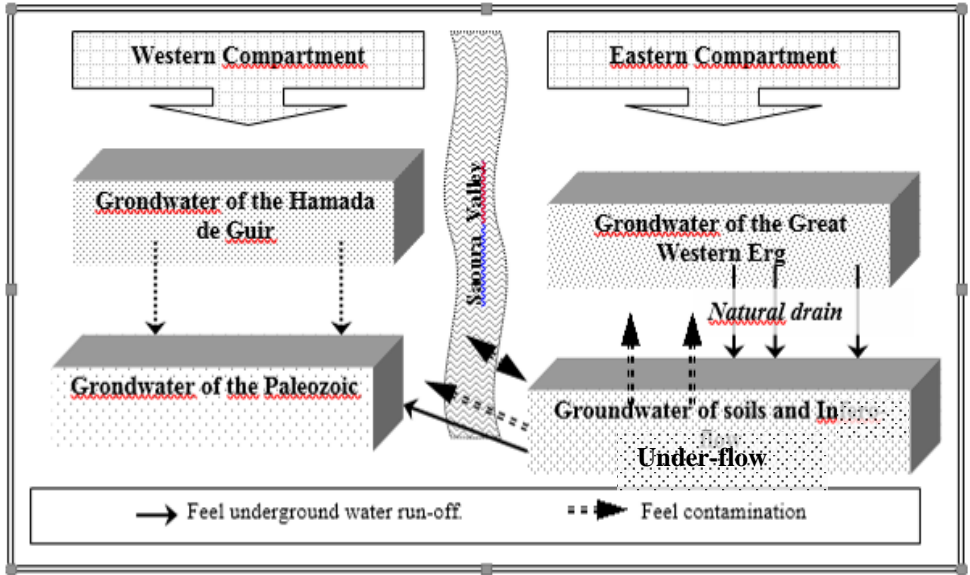 Western Compartment
Eastern Compartment
Grondwater of the Hamada
de Guir
Saoura Valley
Grondwater of the Great
Western Erg
Natural drain
Grondwater of the Paleozoic
Groundwater of soils and
Under-flow
Feel underground water run-off.
Feel contamination